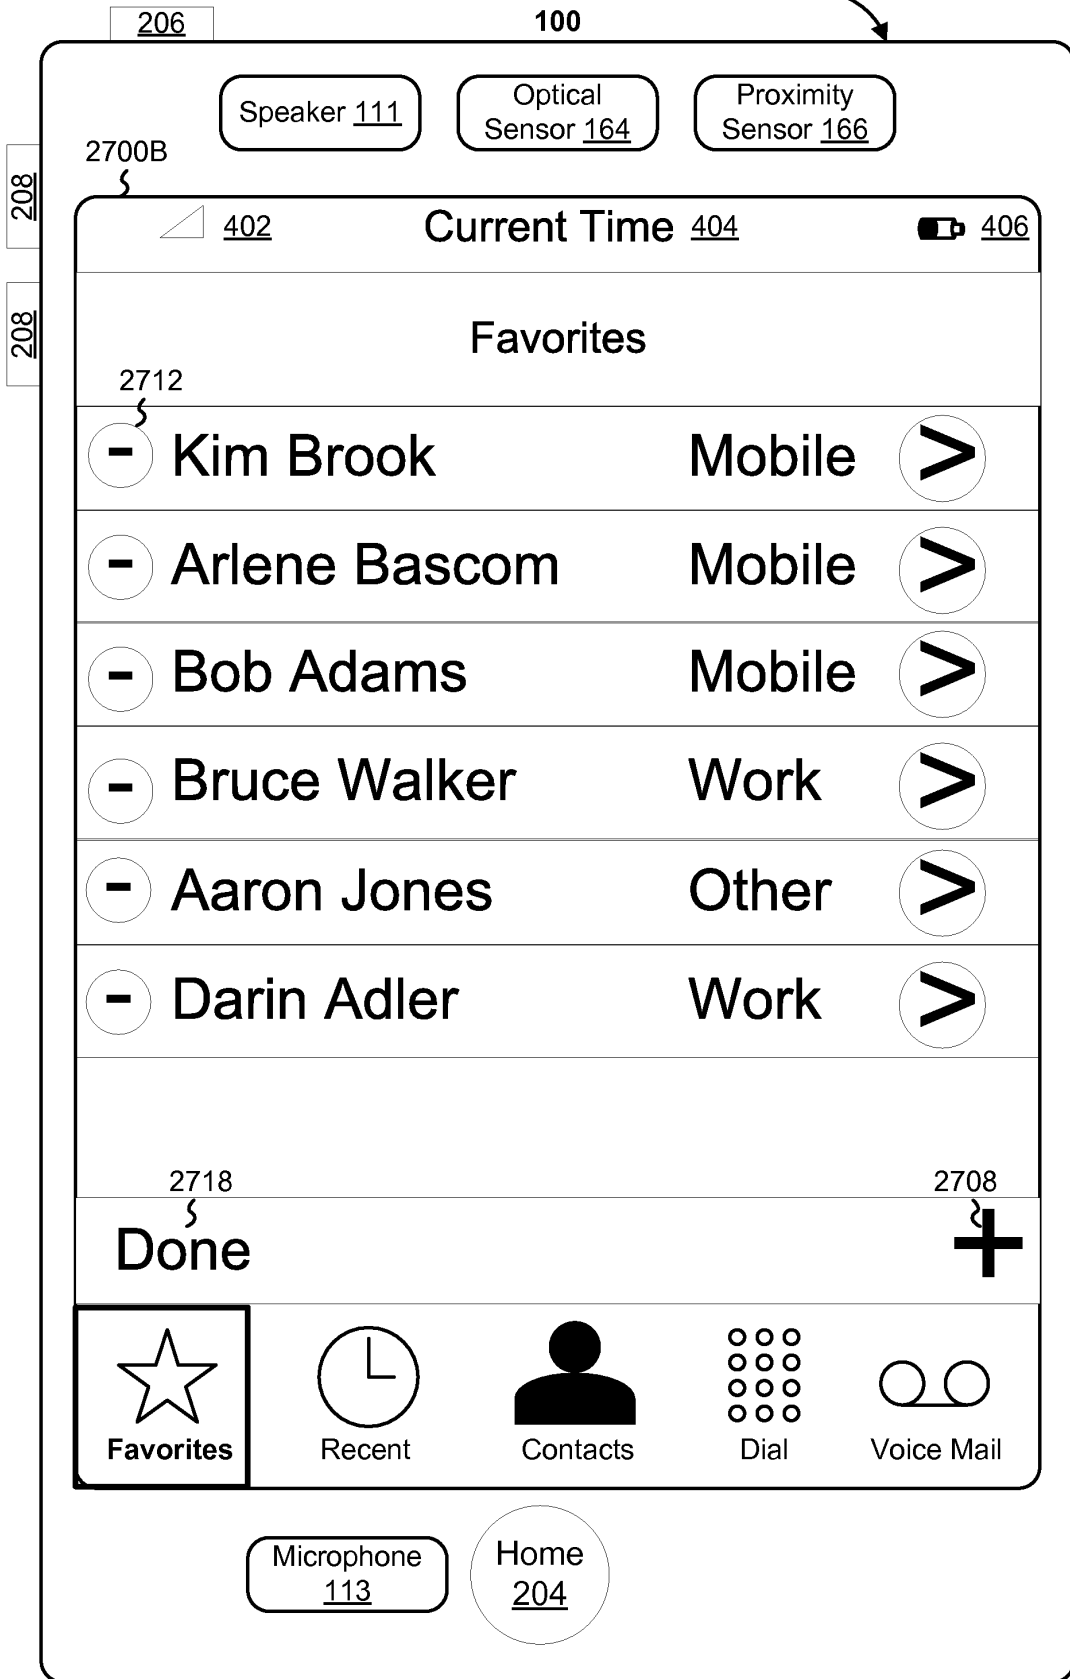 206
100
Speaker 111
Optical
Sensor 164
Proximity
Sensor 166
2700B
208
402
Current Time 404
406
208
Favorites
2712
- Kim Brook Mobile >
- Arlene Bascom Mobile >
- Bob Adams Mobile >
- Bruce Walker Work >
- Aaron Jones Other >
- Darin Adler Work >
2718
2708
Done +
Favorites Recent Contacts Dial Voice Mail
Microphone
113
Home
204